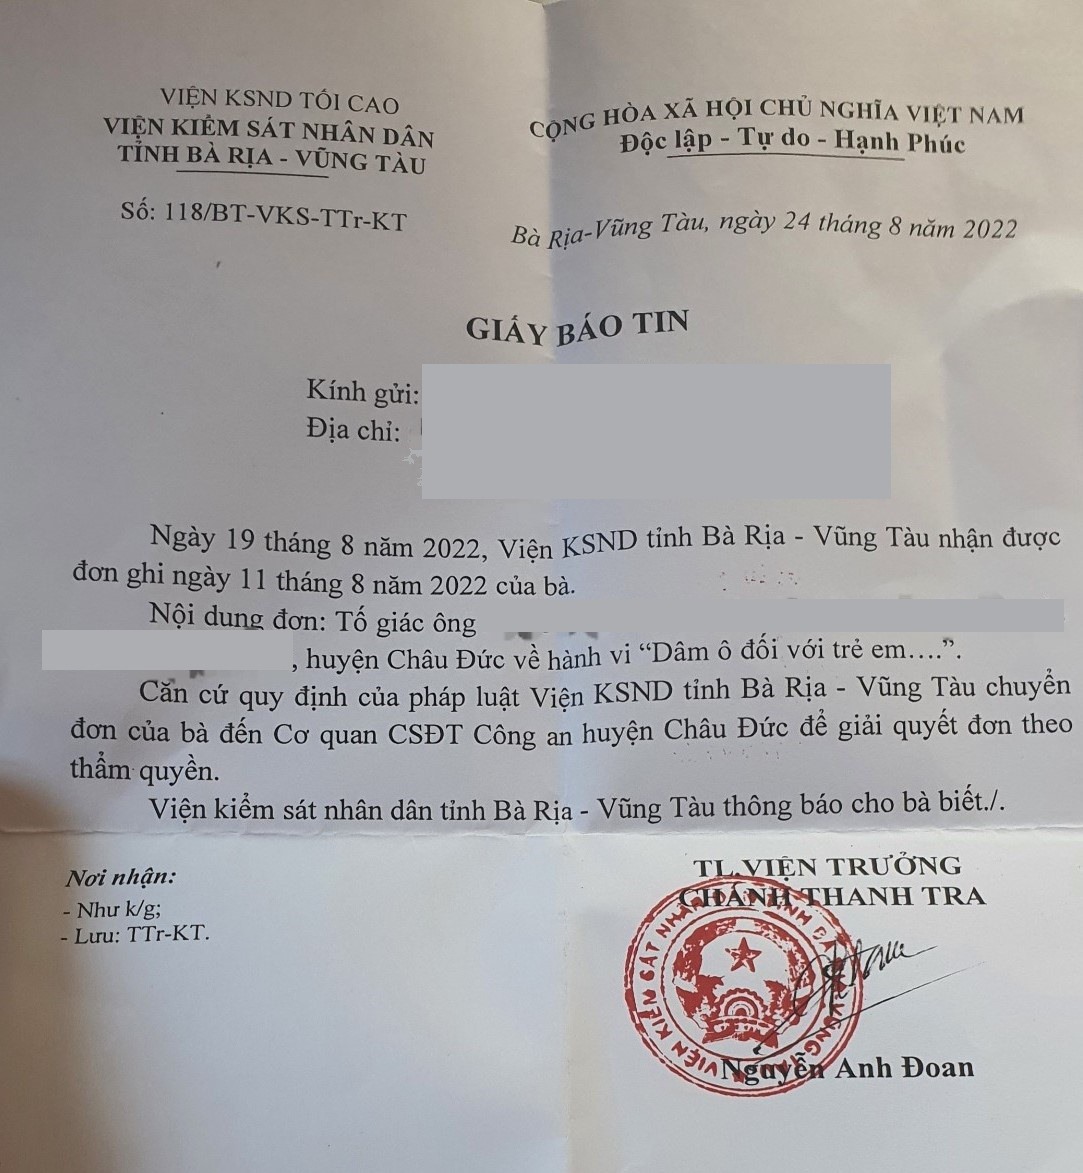 VIỆN KSND TỐI CAO
VIỆN KIỂM SÁT NHÂN DÂN
TỈNH BÀ RỊA - VŨNG TÀU
Số: 118/BT-VKS-TTr-KT
CỘNG HÒA XÃ HỘI CHỦ NGHĨA VIỆT NAM
Độc lập - Tự do - Hạnh Phúc
Bà Rịa-Vũng Tàu, ngày 24 tháng 8 năm 2022
GIẤY BÁO TIN
Kính gửi:
Địa chỉ:
Ngày 19 tháng 8 năm 2022, Viện KSND tỉnh Bà Rịa - Vũng Tàu nhận được
đơn ghi ngày 11 tháng 8 năm 2022 của bà.
Nội dung đơn: Tố giác ông
, huyện Châu Đức về hành vi “Dâm ô đối với trẻ em….”.
Căn cứ quy định của pháp luật Viện KSND tỉnh Bà Rịa - Vũng Tàu chuyển
đơn của bà đến Cơ quan CSĐT Công an huyện Châu Đức để giải quyết đơn theo
thẩm quyền.
Viện kiểm sát nhân dân tỉnh Bà Rịa - Vũng Tàu thông báo cho bà biết./.
Nơi nhận:
- Như k/g;
- Lưu: TTr-KT.
TL.VIỆN TRƯỞNG
CHÁNH THANH TRA
Nguyễn Anh Đoan